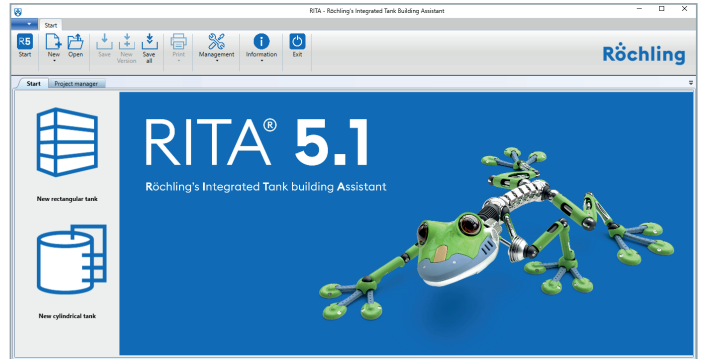 RITA - Röchling's Integrated Tank Building Assistant
Start
R5
Start
New
Open
Save
New Version
Save all
Print
Management
Information
Exit
Röchling
Start
Project manager
New rectangular tank
New cylindrical tank
RITA® 5.1
Röchling's Integrated Tank building Assistant